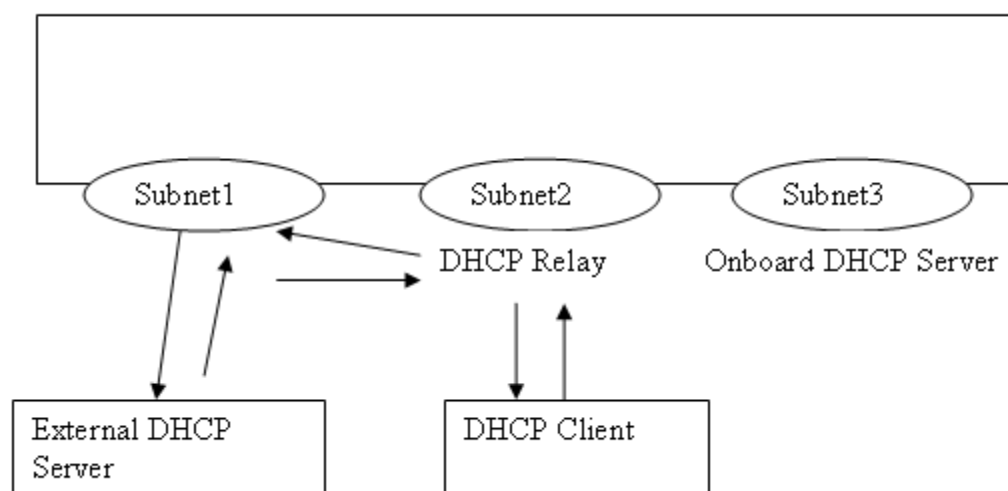 Subnet1
Subnet2
Subnet3
DHCP Relay
Onboard DHCP Server
External DHCP
Server
DHCP Client